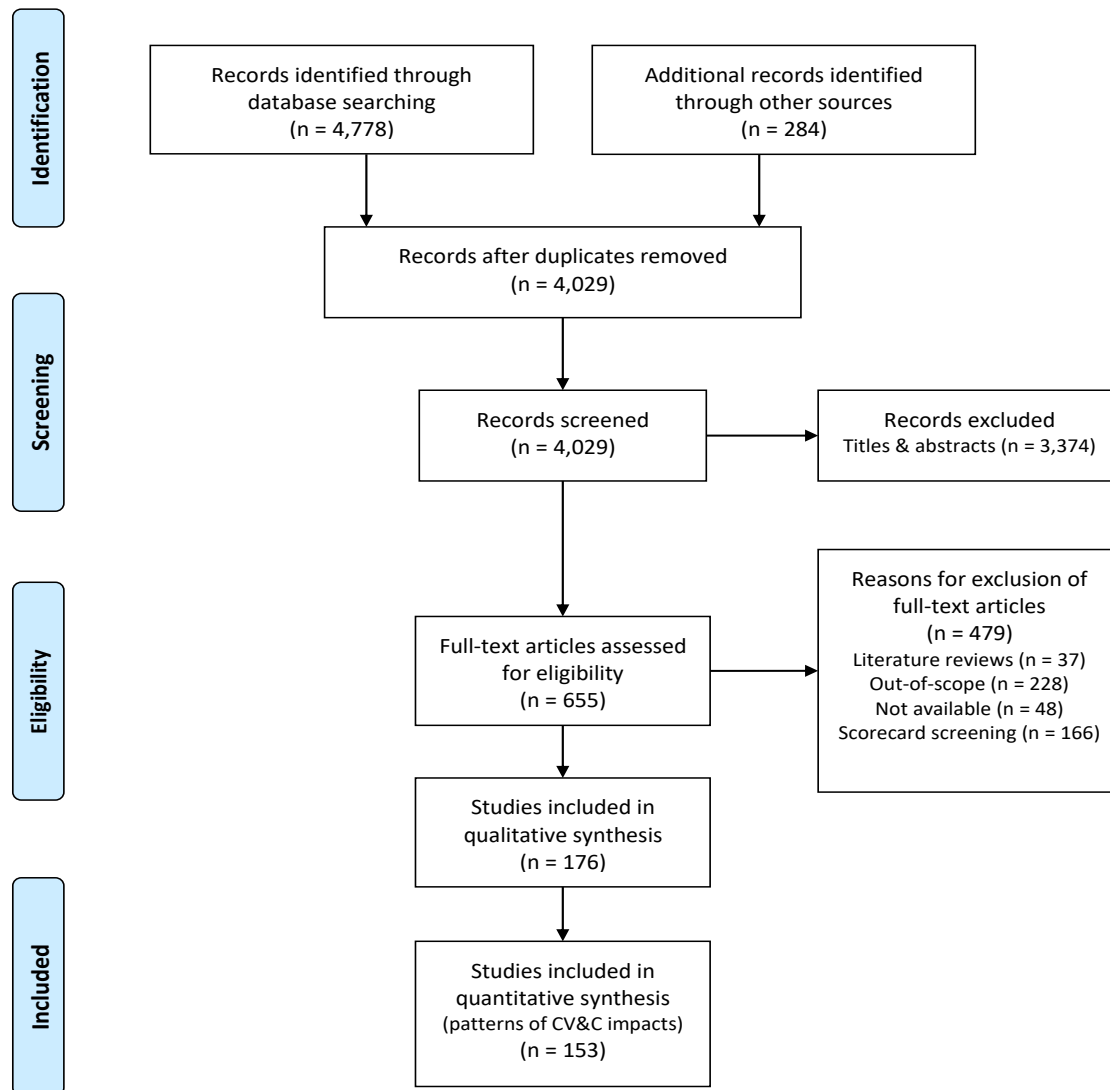 Identification
Records identified through
database searching
(n = 4,778)
Additional records identified
through other sources
(n = 284)
Records after duplicates removed
(n = 4,029)
Screening
Records screened
(n = 4,029)
Records excluded
Titles & abstracts (n = 3,374)
Eligibility
Full-text articles assessed
for eligibility
(n = 655)
Reasons for exclusion of
full-text articles
(n = 479)
Literature reviews (n = 37)
Out-of-scope (n = 228)
Not available (n = 48)
Scorecard screening (n = 166)
Studies included in
qualitative synthesis
(n = 176)
Included
Studies included in
quantitative synthesis
(patterns of CV&C impacts)
(n = 153)